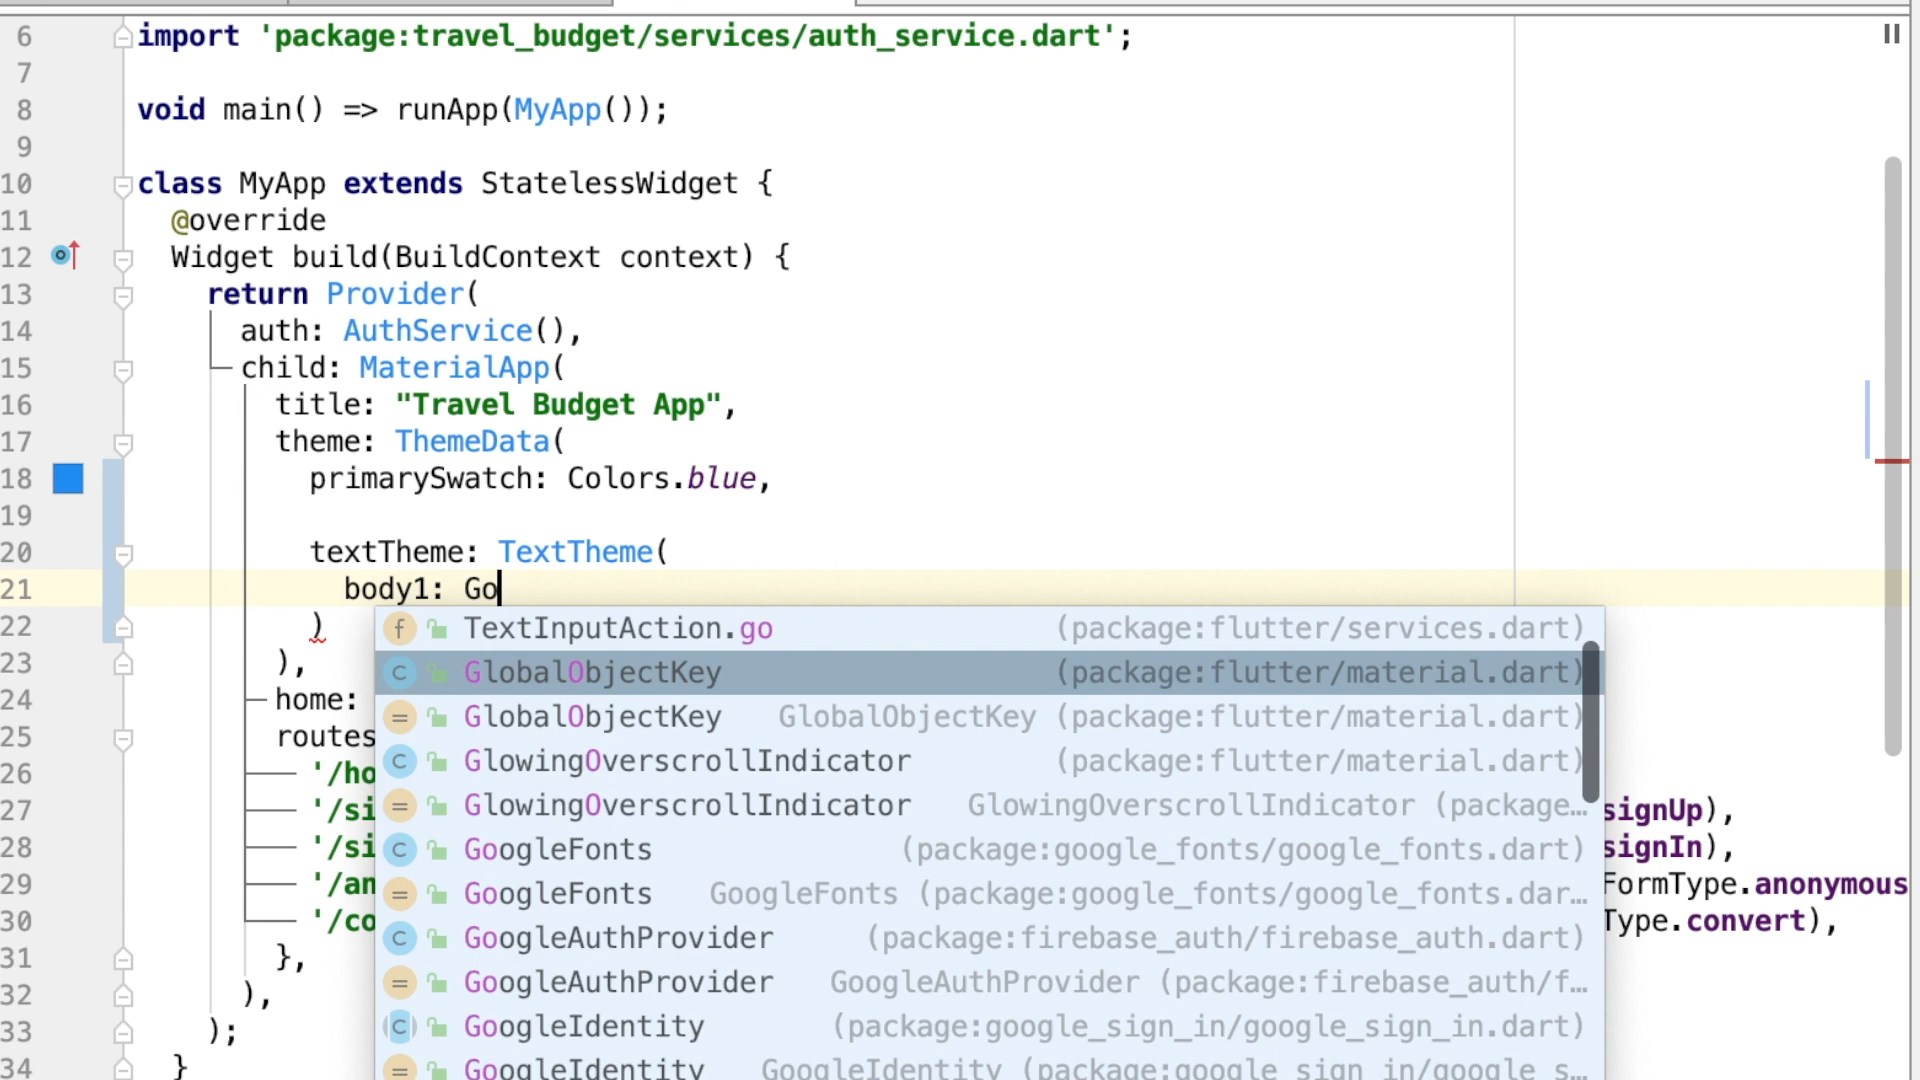 6 import 'package:travel_budget/services/auth_service.dart';
7
8 void main() => runApp(MyApp());
9
10 class MyApp extends StatelessWidget {
11 @override
12 Widget build(BuildContext context) {
13 return Provider(
14 auth: AuthService(),
15 child: MaterialApp(
16 title: "Travel Budget App",
17 theme: ThemeData(
18 primarySwatch: Colors.blue,
19
20 textTheme: TextTheme(
21 body1: Go
22 )
23 ),
24 home:
25 routes
26 '/ho
27 '/si signUp),
28 '/si signIn),
29 '/an FormType.anonymous
30 '/co Type.convert),
31 },
32 ),
33 );
34 }
f TextInputAction.go (package:flutter/services.dart)
C GlobalObjectKey (package:flutter/material.dart)
= GlobalObjectKey GlobalObjectKey (package:flutter/material.dart)
C GlowingOverscrollIndicator (package:flutter/material.dart)
= GlowingOverscrollIndicator GlowingOverscrollIndicator (package…
C GoogleFonts (package:google_fonts/google_fonts.dart)
= GoogleFonts GoogleFonts (package:google_fonts/google_fonts.dar…
C GoogleAuthProvider (package:firebase_auth/firebase_auth.dart)
= GoogleAuthProvider GoogleAuthProvider (package:firebase_auth/f…
C GoogleIdentity (package:google_sign_in/google_sign_in.dart)
= GoogleIdentity GoogleIdentity (package:google_sign_in/google_s…